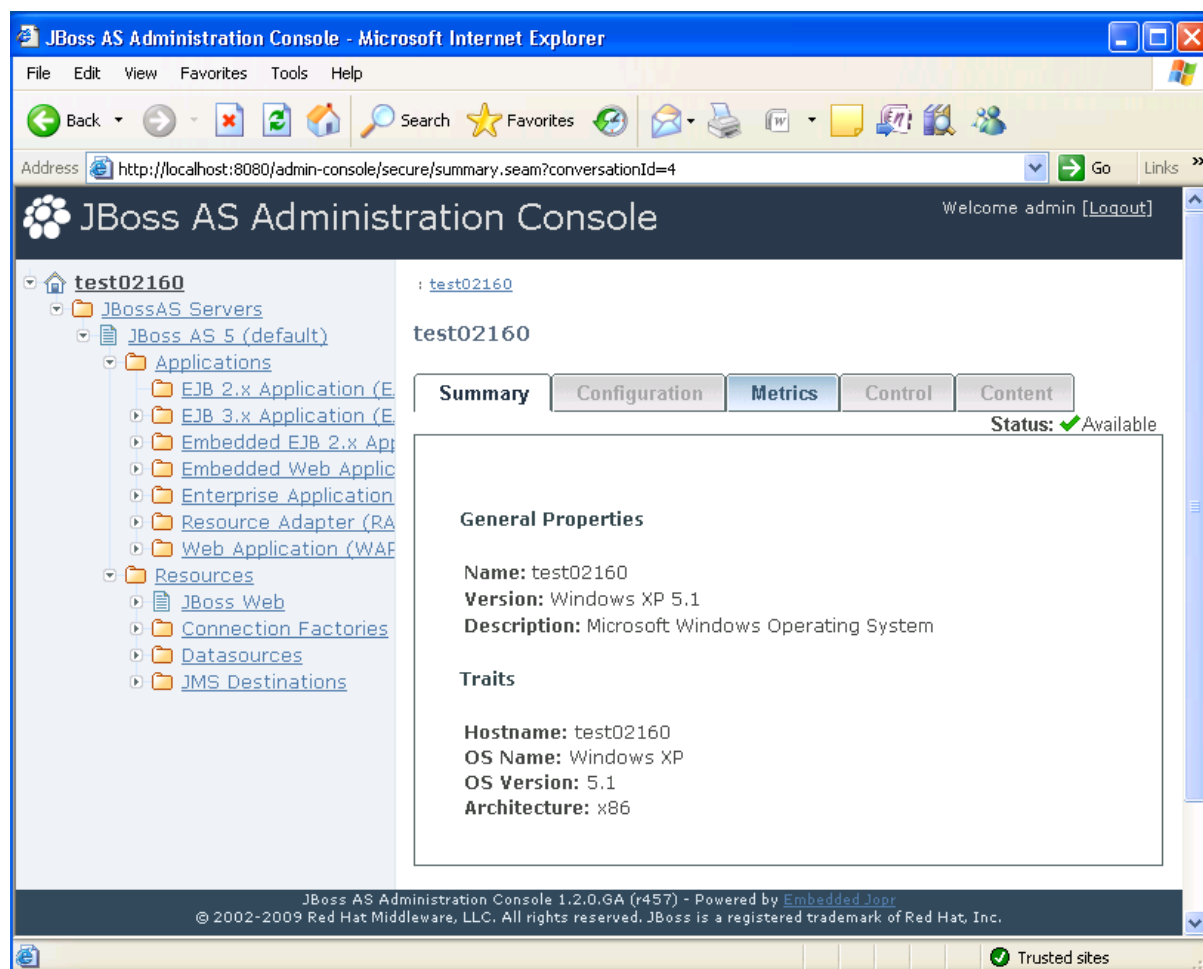 JBoss AS Administration Console - Microsoft Internet Explorer
File Edit View Favorites Tools Help
Back Search Favorites
Address http://localhost:8080/admin-console/secure/summary.seam?conversationId=4 Go Links »
JBoss AS Administration Console
Welcome admin [Logout]
test02160
JBossAS Servers
JBoss AS 5 (default)
Applications
EJB 2.x Application (E
EJB 3.x Application (E
Embedded EJB 2.x App
Embedded Web Applic
Enterprise Application
Resource Adapter (RA
Web Application (WAR
Resources
JBoss Web
Connection Factories
Datasources
JMS Destinations
: test02160
test02160
Summary Configuration Metrics Control Content
Status: Available
General Properties
Name: test02160
Version: Windows XP 5.1
Description: Microsoft Windows Operating System
Traits
Hostname: test02160
OS Name: Windows XP
OS Version: 5.1
Architecture: x86
JBoss AS Administration Console 1.2.0.GA (r457) - Powered by Embedded Jopr
© 2002-2009 Red Hat Middleware, LLC. All rights reserved. JBoss is a registered trademark of Red Hat, Inc.
Trusted sites